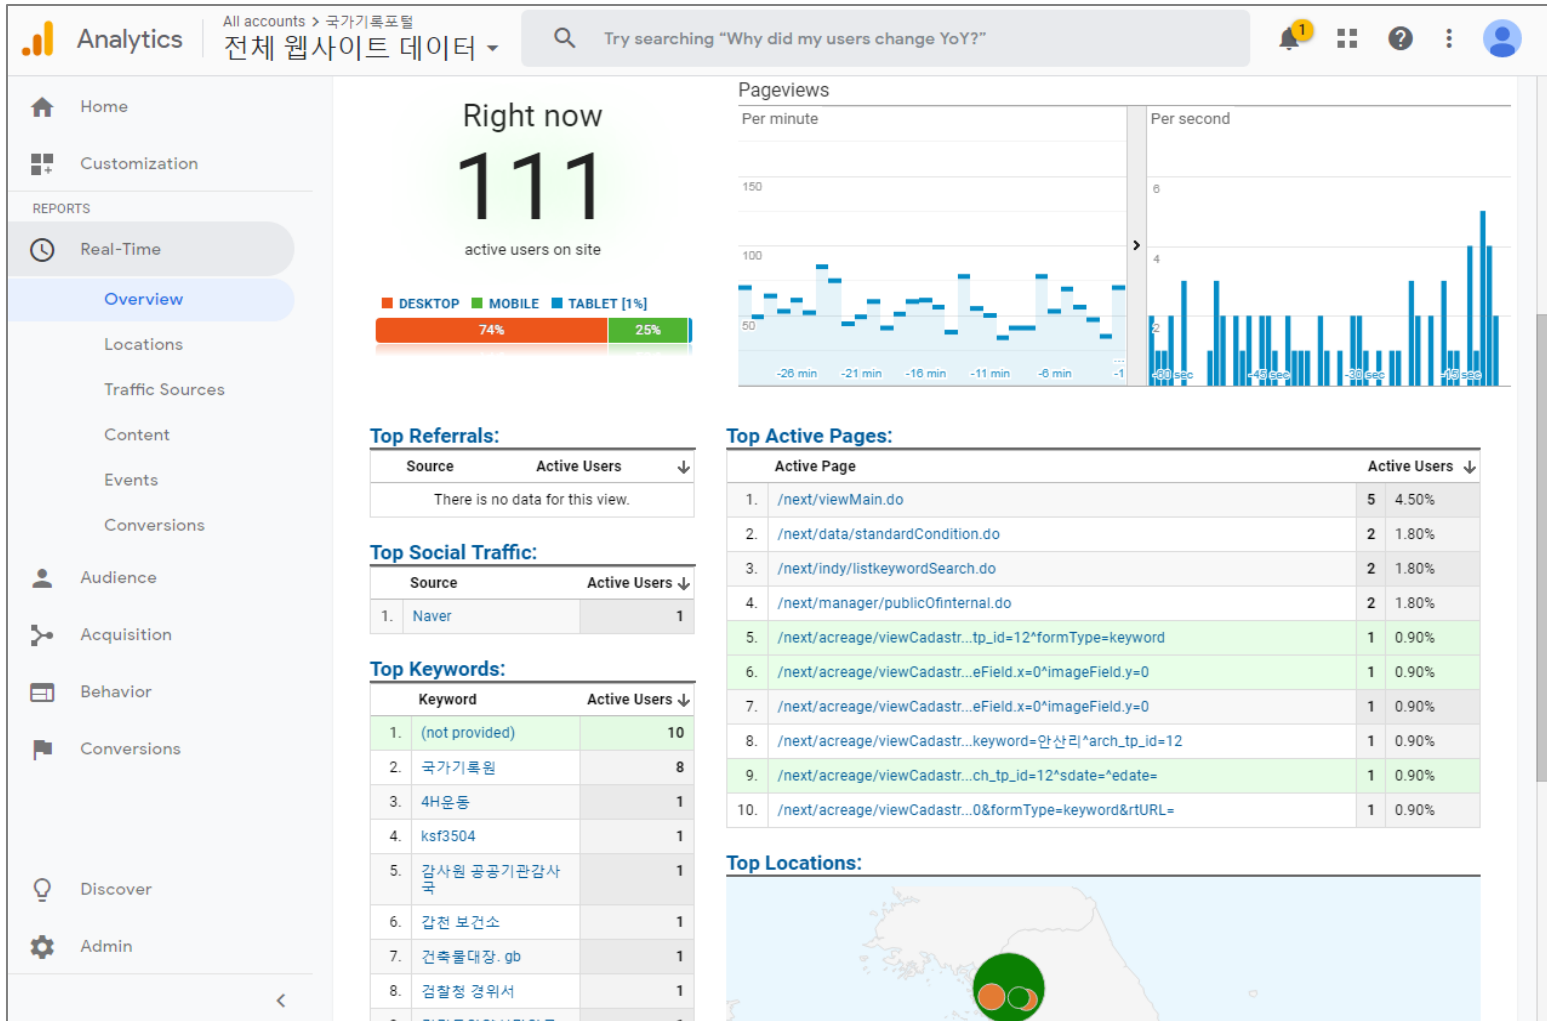 Analytics
All accounts > 국가기록포털
전체 웹사이트 데이터
Try searching “Why did my users change YoY?”
1
Home
Customization
REPORTS
Real-Time
Overview
Locations
Traffic Sources
Content
Events
Conversions
Audience
Acquisition
Behavior
Conversions
Discover
Admin
Right now
111
active users on site
DESKTOP MOBILE TABLET [1%]
74% 25%
Pageviews
Per minute
150
100
50
-26 min -21 min -16 min -11 min -6 min -1
Per second
6
4
2
-60 sec -45 sec -30 sec -15 sec
Top Referrals:
Source Active Users
There is no data for this view.
Top Social Traffic:
Source Active Users
1. Naver 1
Top Keywords:
Keyword Active Users
1. (not provided) 10
2. 국가기록원 8
3. 4H운동 1
4. ksf3504 1
5. 감사원 공공기관감사 1
국
6. 갑천 보건소 1
7. 건축물대장. gb 1
8. 검찰청 경위서 1
Top Active Pages:
Active Page Active Users
1. /next/viewMain.do 5 4.50%
2. /next/data/standardCondition.do 2 1.80%
3. /next/indy/listkeywordSearch.do 2 1.80%
4. /next/manager/publicOfinternal.do 2 1.80%
5. /next/acreage/viewCadastr...tp_id=12^formType=keyword 1 0.90%
6. /next/acreage/viewCadastr...eField.x=0^imageField.y=0 1 0.90%
7. /next/acreage/viewCadastr...eField.x=0^imageField.y=0 1 0.90%
8. /next/acreage/viewCadastr...keyword=안산리^arch_tp_id=12 1 0.90%
9. /next/acreage/viewCadastr...ch_tp_id=12^sdate=^edate= 1 0.90%
10. /next/acreage/viewCadastr...0&formType=keyword&rtURL= 1 0.90%
Top Locations: